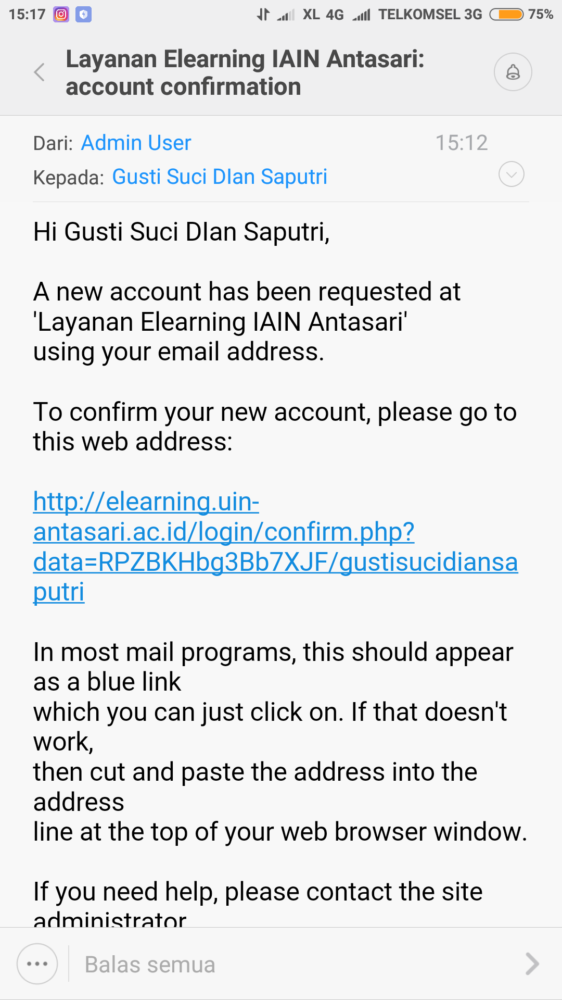 15:17 XL 4G TELKOMSEL 3G 75%
Layanan Elearning IAIN Antasari:
account confirmation
Dari: Admin User 15:12
Kepada: Gusti Suci DIan Saputri
Hi Gusti Suci DIan Saputri,
A new account has been requested at
'Layanan Elearning IAIN Antasari'
using your email address.
To confirm your new account, please go to
this web address:
http://elearning.uin-
antasari.ac.id/login/confirm.php?
data=RPZBKHbg3Bb7XJF/gustisucidiansa
putri
In most mail programs, this should appear
as a blue link
which you can just click on. If that doesn't
work,
then cut and paste the address into the
address
line at the top of your web browser window.
If you need help, please contact the site
administrator
Balas semua